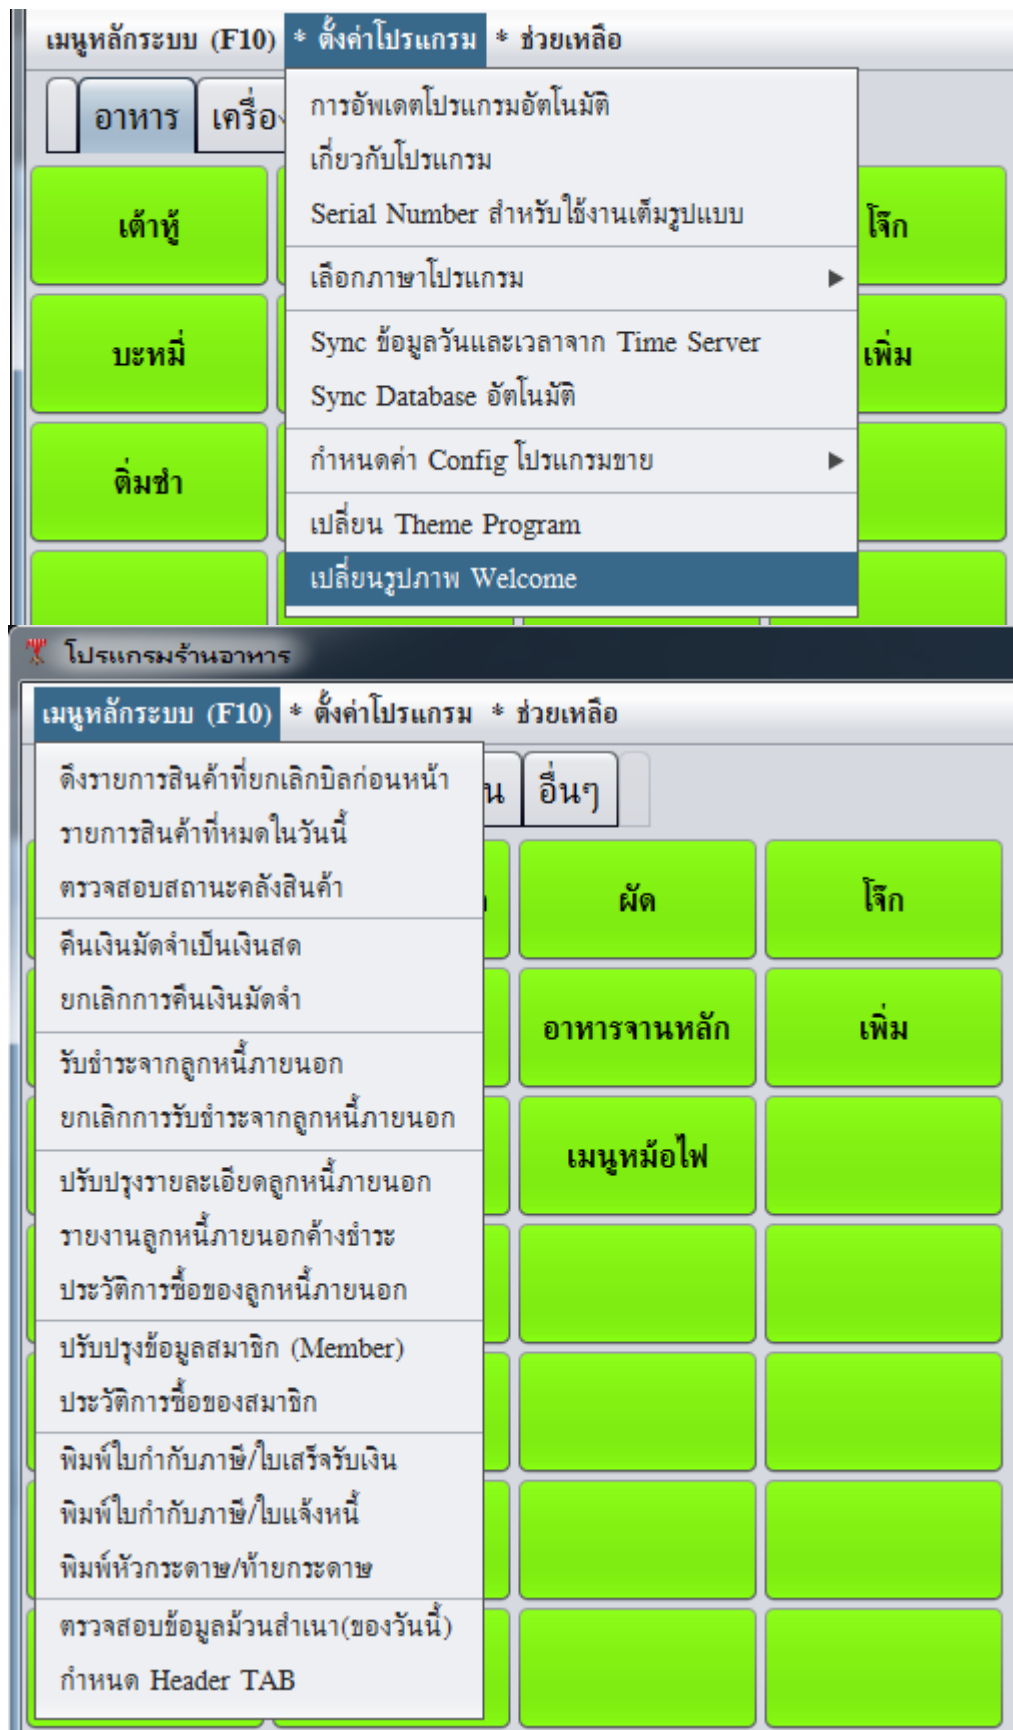 เมนูหลักระบบ (F10) * ตั้งค่าโปรแกรม * ช่วยเหลือ
อาหาร เครื่อง
การอัพเดตโปรแกรมอัตโนมัติ
เกี่ยวกับโปรแกรม
Serial Number สำหรับใช้งานเต็มรูปแบบ
เลือกภาษาโปรแกรม
Sync ข้อมูลวันและเวลาจาก Time Server
Sync Database อัตโนมัติ
กำหนดค่า Config โปรแกรมขาย
เปลี่ยน Theme Program
เปลี่ยนรูปภาพ Welcome
เต้าหู้ โจ๊ก
บะหมี่ เพิ่ม
ติ่มซำ
โปรแกรมร้านอาหาร
เมนูหลักระบบ (F10) * ตั้งค่าโปรแกรม * ช่วยเหลือ
น อื่นๆ
ดึงรายการสินค้าที่ยกเลิกบิลก่อนหน้า
รายการสินค้าที่หมดในวันนี้
ตรวจสอบสถานะคลังสินค้า
คืนเงินมัดจำเป็นเงินสด
ยกเลิกการคืนเงินมัดจำ
รับชำระจากลูกหนี้ภายนอก
ยกเลิกการรับชำระจากลูกหนี้ภายนอก
ปรับปรุงรายละเอียดลูกหนี้ภายนอก
รายงานลูกหนี้ภายนอกค้างชำระ
ประวัติการซื้อของลูกหนี้ภายนอก
ปรับปรุงข้อมูลสมาชิก (Member)
ประวัติการซื้อของสมาชิก
พิมพ์ใบกำกับภาษี/ใบเสร็จรับเงิน
พิมพ์ใบกำกับภาษี/ใบแจ้งหนี้
พิมพ์หัวกระดาษ/ท้ายกระดาษ
ตรวจสอบข้อมูลม้วนสำเนา(ของวันนี้)
กำหนด Header TAB
ผัด โจ๊ก
อาหารจานหลัก เพิ่ม
เมนูหม้อไฟ